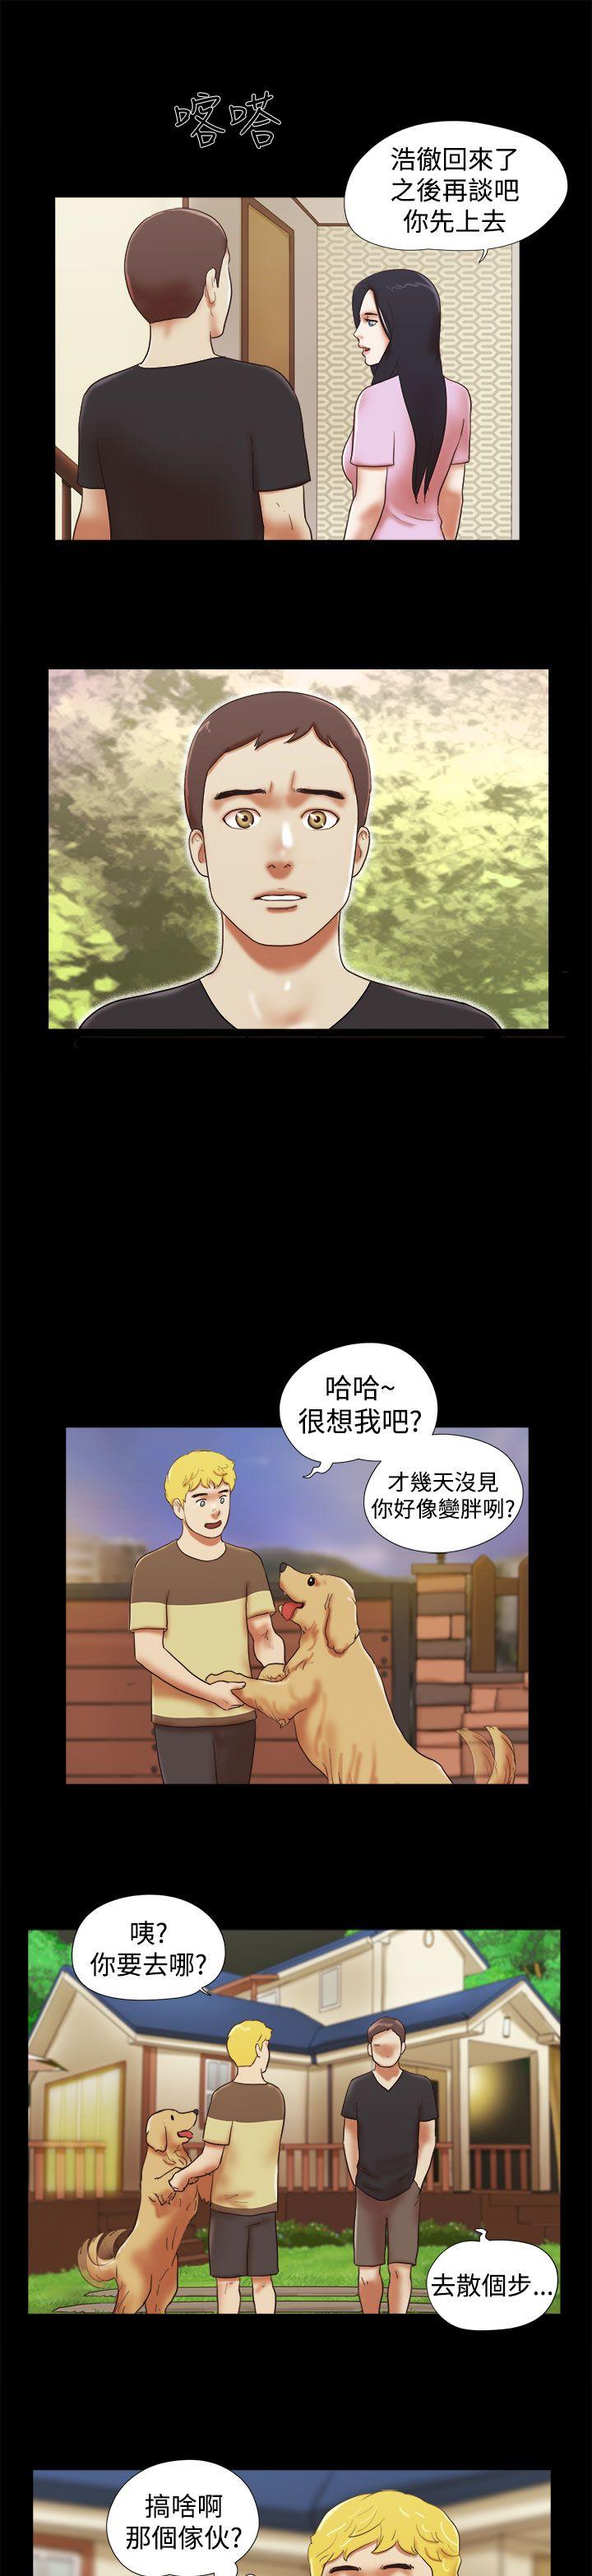 喀嗒
浩徹回來了
之後再談吧
你先上去
哈哈~
很想我吧?
才幾天沒見
你好像變胖咧?
咦?
你要去哪?
去散個步...
搞啥啊
那個傢伙?